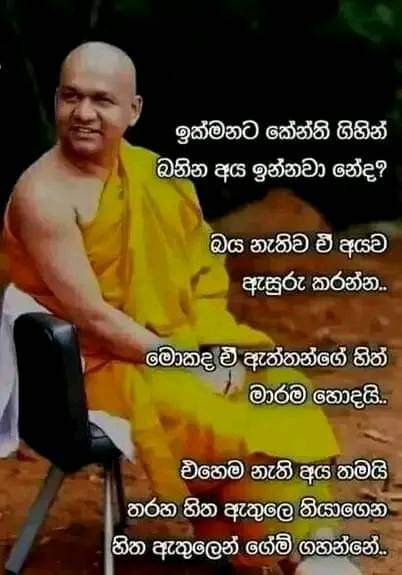 ඉක්මනට කේන්ති ගිහින්
බනින අය ඉන්නවා නේද?
බය නැතිව ඒ අයව
ඇසුරු කරන්න..
මොකද ඒ ඇත්තන්ගේ හිත්
මාරම හොදයි..
එහෙම නැති අය තමයි
තරහ හිත ඇතුලෙ තියාගෙන
හිත ඇතුලෙන් ගේම් ගහන්නේ..